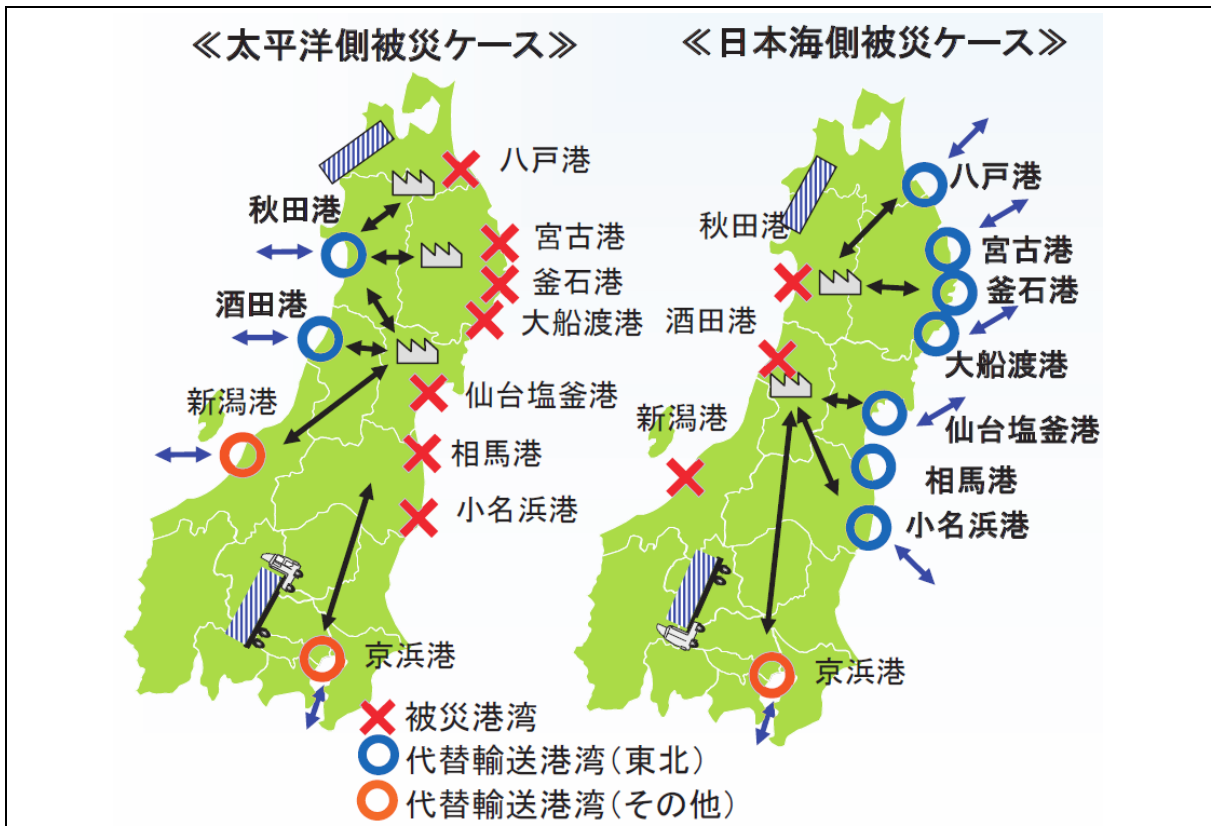 ≪太平洋側被災ケース≫
八戸港
秋田港
宮古港
釜石港
酒田港
大船渡港
新潟港
仙台塩釜港
相馬港
小名浜港
京浜港
≪日本海側被災ケース≫
八戸港
秋田港
宮古港
釜石港
酒田港
大船渡港
新潟港
仙台塩釜港
相馬港
小名浜港
京浜港
被災港湾
代替輸送港湾(東北)
代替輸送港湾(その他)